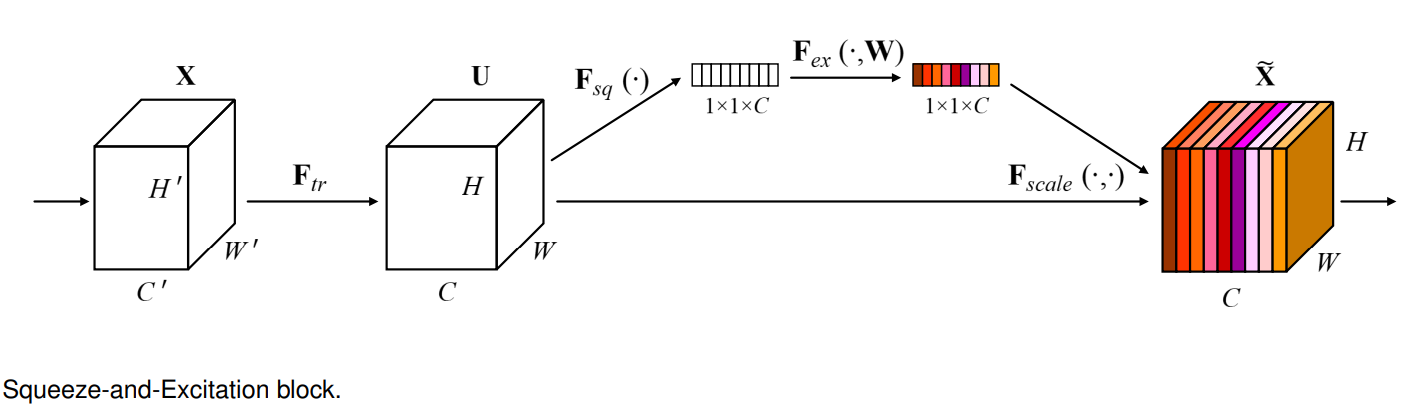 X
U
F_sq (·)
F_ex (·,W)
X̃
1×1×C
1×1×C
H
H′
F_tr
H
F_scale (·,·)
W′
W
W
C′
C
C
Squeeze-and-Excitation block.